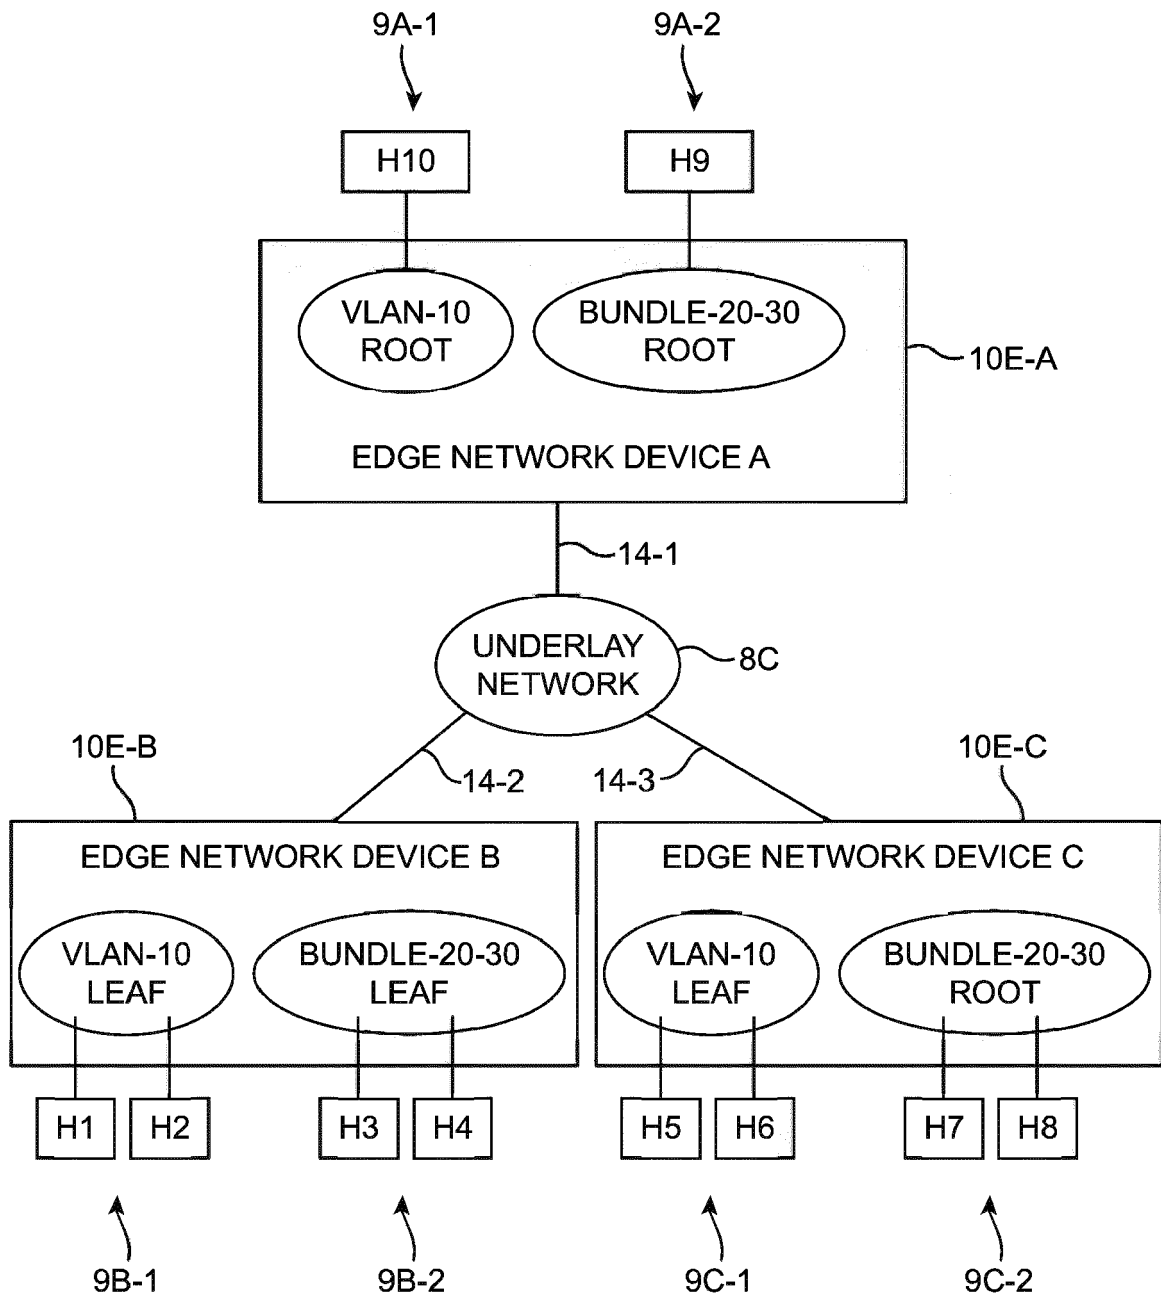 9A-1
9A-2
H10
H9
VLAN-10
ROOT
BUNDLE-20-30
ROOT
10E-A
EDGE NETWORK DEVICE A
14-1
UNDERLAY
NETWORK
8C
10E-B
14-2
14-3
10E-C
EDGE NETWORK DEVICE B
VLAN-10
LEAF
BUNDLE-20-30
LEAF
EDGE NETWORK DEVICE C
VLAN-10
LEAF
BUNDLE-20-30
ROOT
H1
H2
H3
H4
H5
H6
H7
H8
9B-1
9B-2
9C-1
9C-2